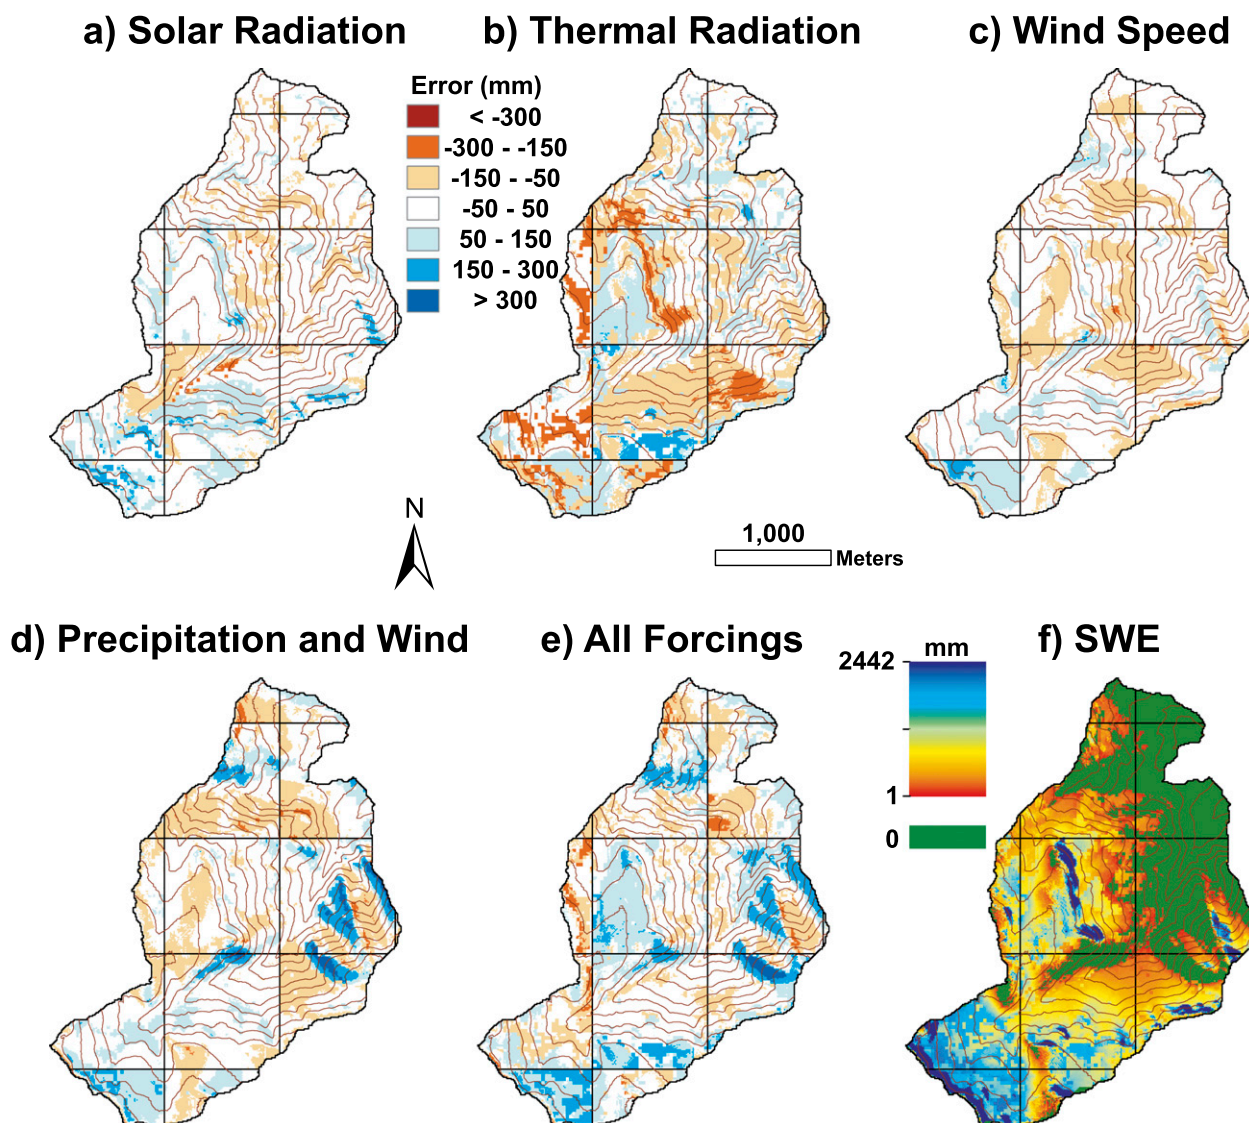 a) Solar Radiation
b) Thermal Radiation
c) Wind Speed
Error (mm)
< -300
-300 - -150
-150 - -50
-50 - 50
50 - 150
150 - 300
> 300
N
1,000
Meters
d) Precipitation and Wind
e) All Forcings
f) SWE
mm
2442
1
0